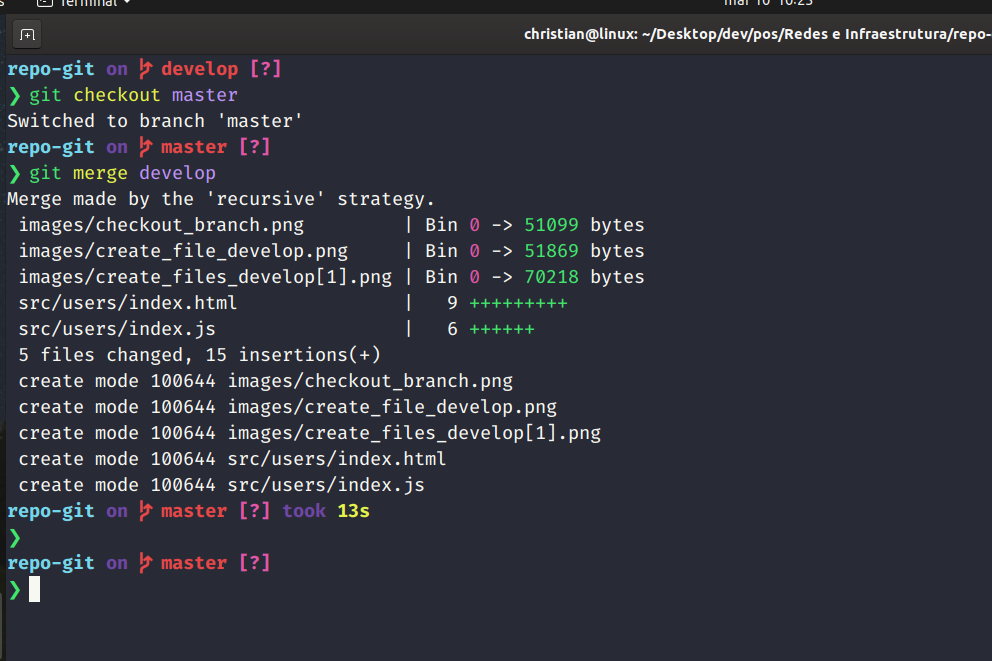 Terminal
mar 10 16:25
christian@linux: ~/Desktop/dev/pos/Redes e Infraestrutura/repo-
repo-git on develop [?]
❯ git checkout master
Switched to branch 'master'
repo-git on master [?]
❯ git merge develop
Merge made by the 'recursive' strategy.
images/checkout_branch.png | Bin 0 -> 51099 bytes
images/create_file_develop.png | Bin 0 -> 51869 bytes
images/create_files_develop[1].png | Bin 0 -> 70218 bytes
src/users/index.html | 9 +++++++++
src/users/index.js | 6 ++++++
5 files changed, 15 insertions(+)
create mode 100644 images/checkout_branch.png
create mode 100644 images/create_file_develop.png
create mode 100644 images/create_files_develop[1].png
create mode 100644 src/users/index.html
create mode 100644 src/users/index.js
repo-git on master [?] took 13s
❯
repo-git on master [?]
❯